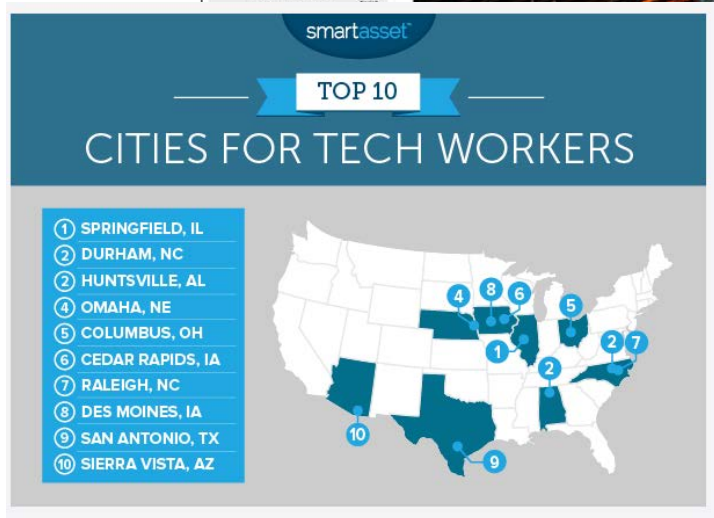 smartasset™
TOP 10
CITIES FOR TECH WORKERS
1 SPRINGFIELD, IL
2 DURHAM, NC
2 HUNTSVILLE, AL
4 OMAHA, NE
5 COLUMBUS, OH
6 CEDAR RAPIDS, IA
7 RALEIGH, NC
8 DES MOINES, IA
9 SAN ANTONIO, TX
10 SIERRA VISTA, AZ
4 8 6 5
1 2 7
2
10 9